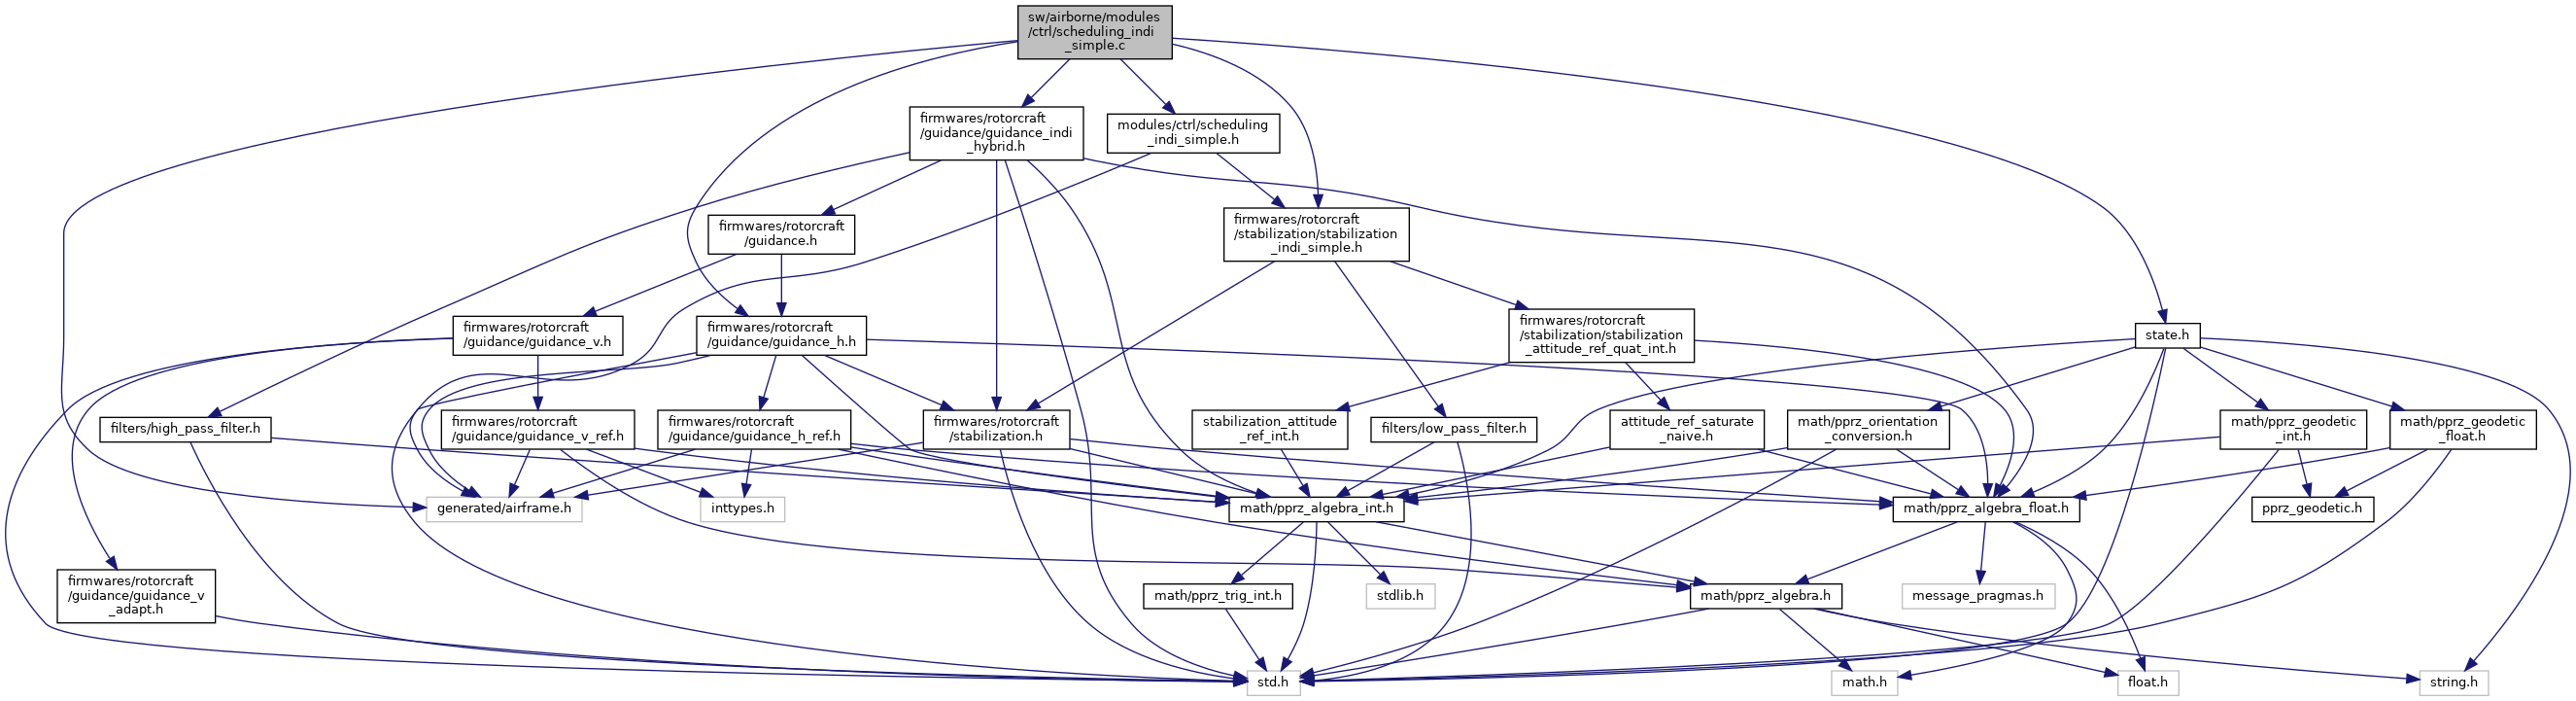 sw/airborne/modules
/ctrl/scheduling_indi
_simple.c
firmwares/rotorcraft
/guidance/guidance_indi
_hybrid.h
modules/ctrl/scheduling
_indi_simple.h
firmwares/rotorcraft
/guidance.h
firmwares/rotorcraft
/stabilization/stabilization
_indi_simple.h
firmwares/rotorcraft
/guidance/guidance_v.h
firmwares/rotorcraft
/guidance/guidance_h.h
firmwares/rotorcraft
/stabilization/stabilization
_attitude_ref_quat_int.h
state.h
filters/high_pass_filter.h
firmwares/rotorcraft
/guidance/guidance_v_ref.h
firmwares/rotorcraft
/guidance/guidance_h_ref.h
firmwares/rotorcraft
/stabilization.h
stabilization_attitude
_ref_int.h
filters/low_pass_filter.h
attitude_ref_saturate
_naive.h
math/pprz_orientation
_conversion.h
math/pprz_geodetic
_int.h
math/pprz_geodetic
_float.h
generated/airframe.h
inttypes.h
math/pprz_algebra_int.h
math/pprz_algebra_float.h
pprz_geodetic.h
firmwares/rotorcraft
/guidance/guidance_v
_adapt.h
math/pprz_trig_int.h
stdlib.h
math/pprz_algebra.h
message_pragmas.h
std.h
math.h
float.h
string.h